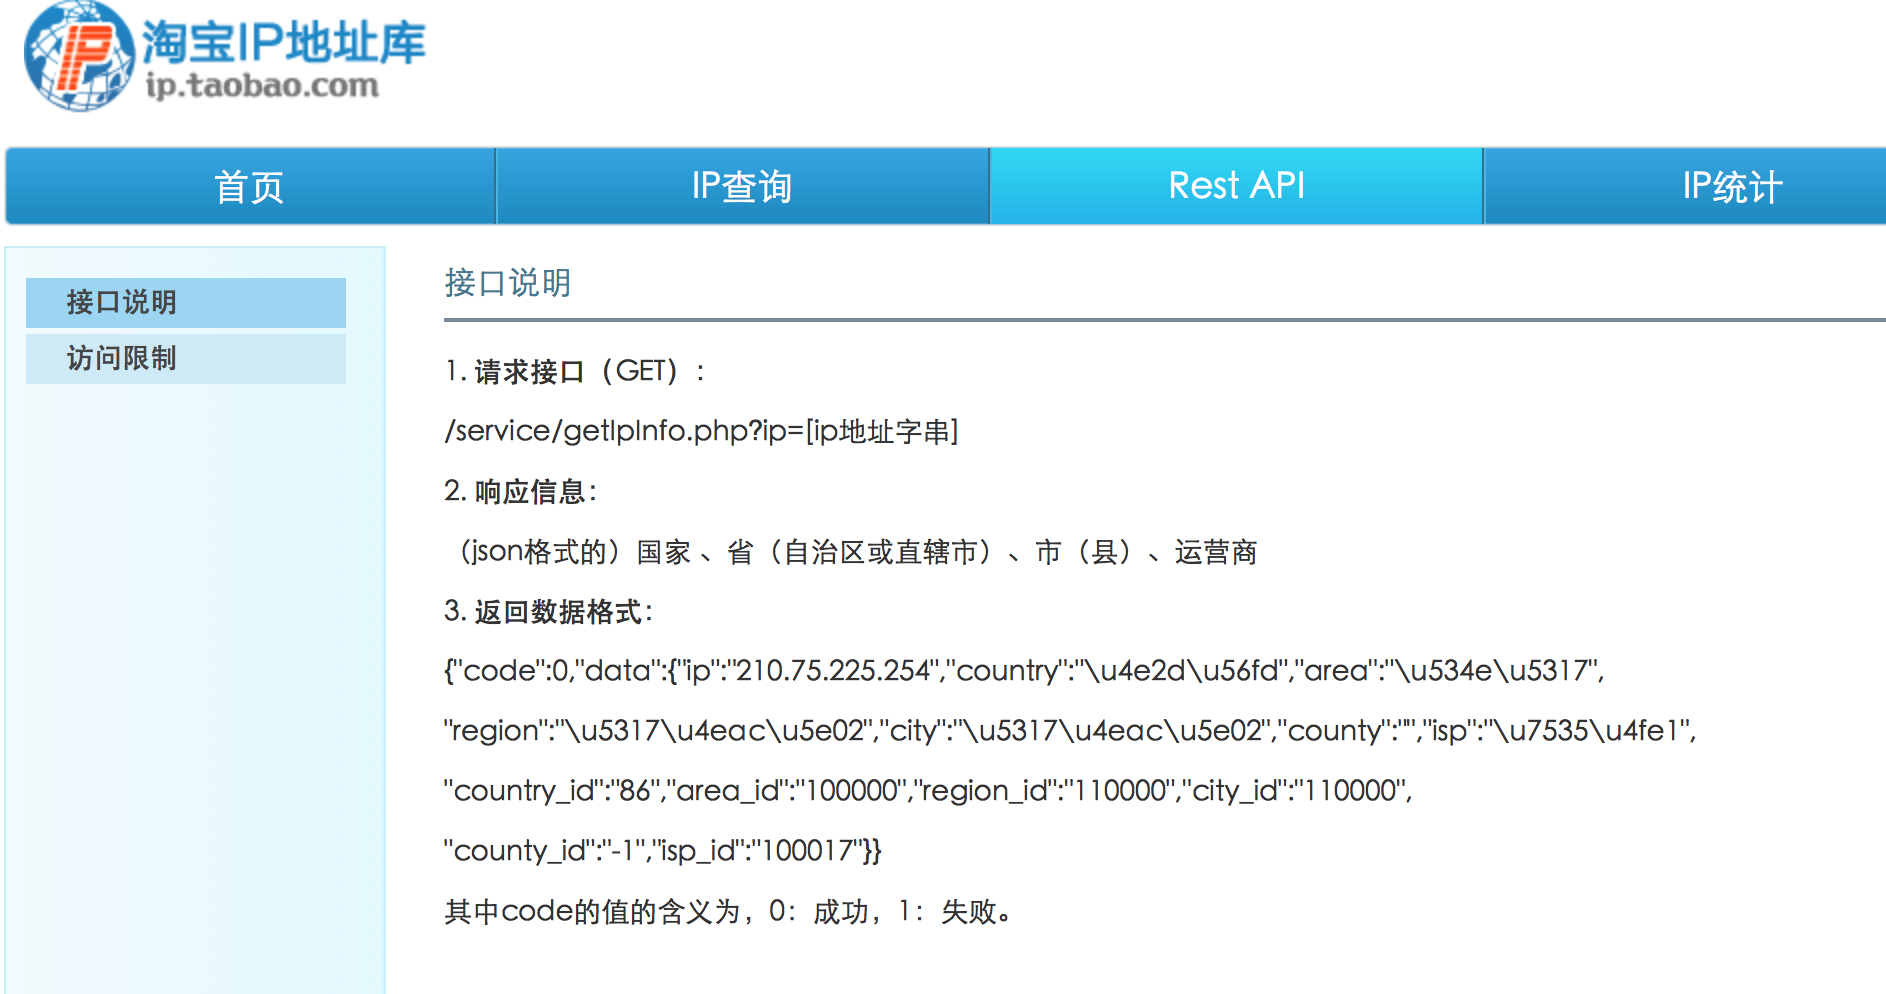 IP
淘宝IP地址库
ip.taobao.com
首页
IP查询
Rest API
IP统计
接口说明
访问限制
接口说明
1. 请求接口（GET）：
/service/getIpInfo.php?ip=[ip地址字串]
2. 响应信息：
（json格式的）国家 、省（自治区或直辖市）、市（县）、运营商
3. 返回数据格式：
{"code":0,"data":{"ip":"210.75.225.254","country":"\u4e2d\u56fd","area":"\u534e\u5317",
"region":"\u5317\u4eac\u5e02","city":"\u5317\u4eac\u5e02","county":"","isp":"\u7535\u4fe1",
"country_id":"86","area_id":"100000","region_id":"110000","city_id":"110000",
"county_id":"-1","isp_id":"100017"}}
其中code的值的含义为，0：成功，1：失败。